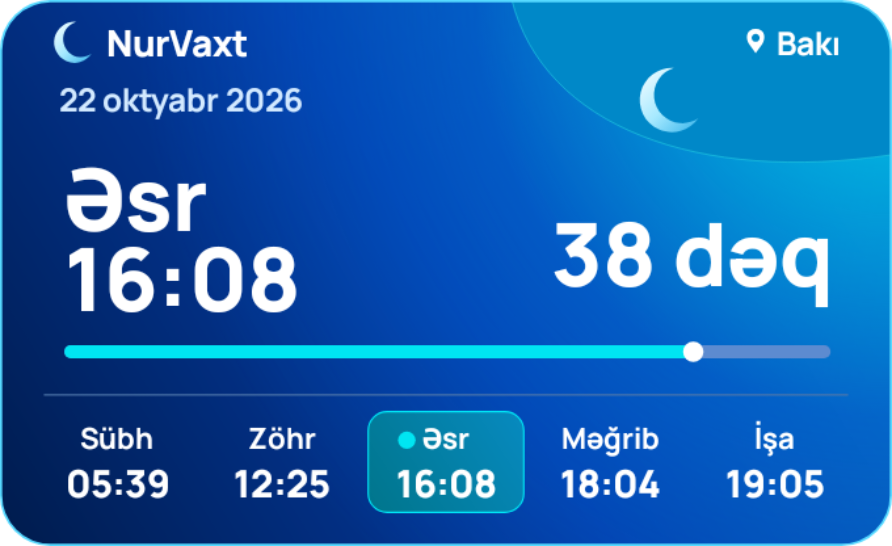 NurVaxt
Bakı
22 oktyabr 2026
Əsr
16:08
38 dəq
Sübh
05:39
Zöhr
12:25
Əsr
16:08
Məğrib
18:04
İşa
19:05